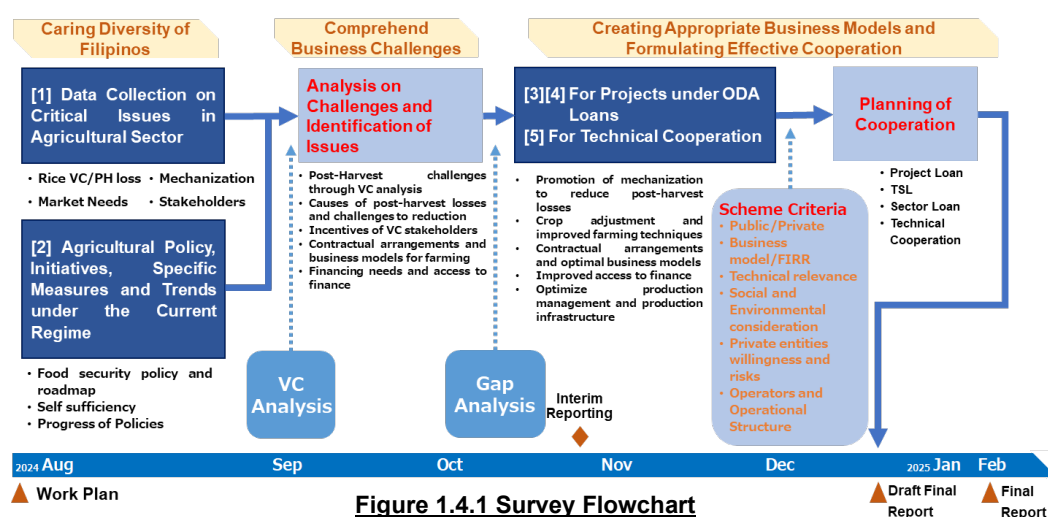 Caring Diversity of
Filipinos
Comprehend
Business Challenges
Creating Appropriate Business Models and
Formulating Effective Cooperation
[1] Data Collection on
Critical Issues in
Agricultural Sector
• Rice VC/PH loss • Mechanization
• Market Needs • Stakeholders
[2] Agricultural Policy,
Initiatives, Specific
Measures and Trends
under the Current
Regime
• Food security policy and
roadmap
• Self sufficiency
• Progress of Policies
Analysis on
Challenges and
Identification of
Issues
• Post-Harvest challenges
through VC analysis
• Causes of post-harvest losses
and challenges to reduction
• Incentives of VC stakeholders
• Contractual arrangements and
business models for farming
• Financing needs and access to
finance
VC
Analysis
[3][4] For Projects under ODA
Loans
[5] For Technical Cooperation
• Promotion of mechanization
to reduce post-harvest
losses
• Crop adjustment and
improved farming techniques
• Contractual arrangements
and optimal business models
• Improved access to finance
• Optimize production
management and production
infrastructure
Gap
Analysis
Interim
Reporting
Scheme Criteria
• Public/Private
• Business
model/FIRR
• Technical relevance
• Social and
Environmental
consideration
• Private entities
willingness and
risks
• Operators and
Operational
Structure
Planning of
Cooperation
• Project Loan
• TSL
• Sector Loan
• Technical
Cooperation
2024 Aug Sep Oct Nov Dec 2025 Jan Feb
Work Plan
Draft Final
Report
Final
Report
Figure 1.4.1 Survey Flowchart